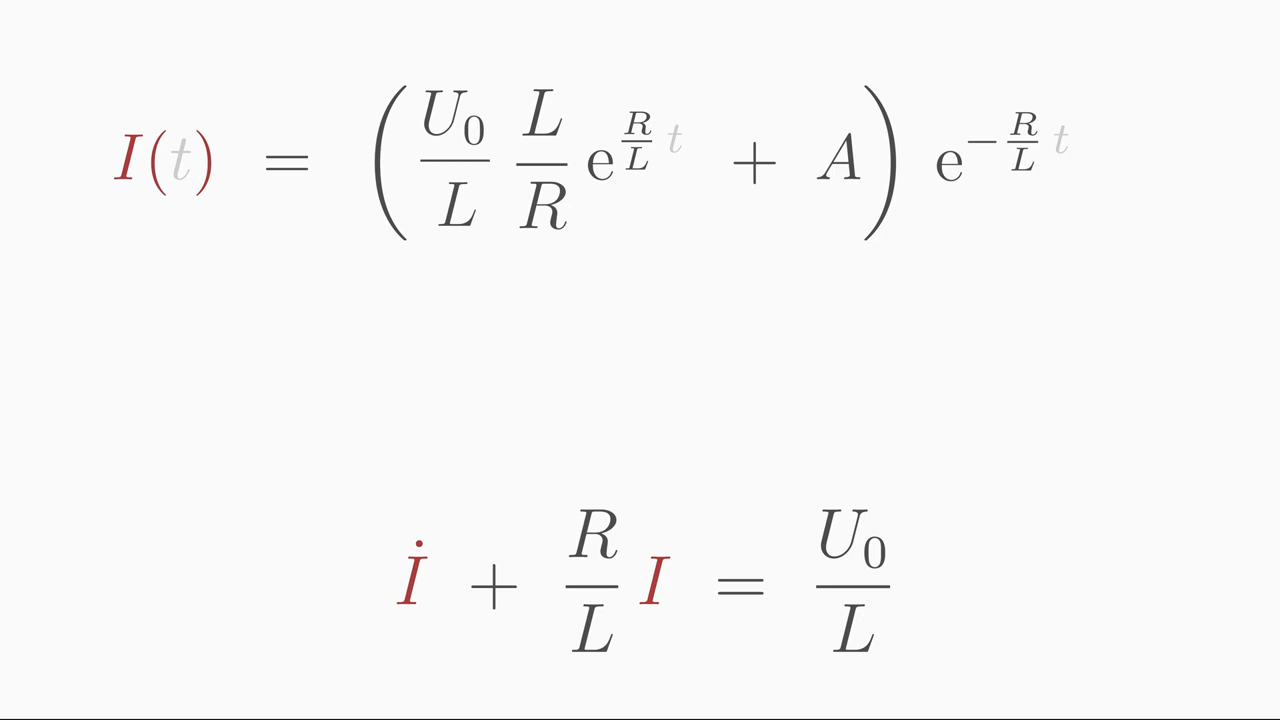 I(t) = ( U₀/L L/R e^{R/L t} + A ) e^{−R/L t}
İ + R/L I = U₀/L